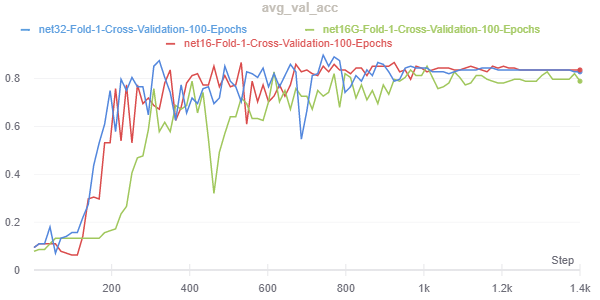 avg_val_acc
net32-Fold-1-Cross-Validation-100-Epochs net16G-Fold-1-Cross-Validation-100-Epochs
net16-Fold-1-Cross-Validation-100-Epochs
0.8
0.6
0.4
0.2
Step
0
200 400 600 800 1k 1.2k 1.4k